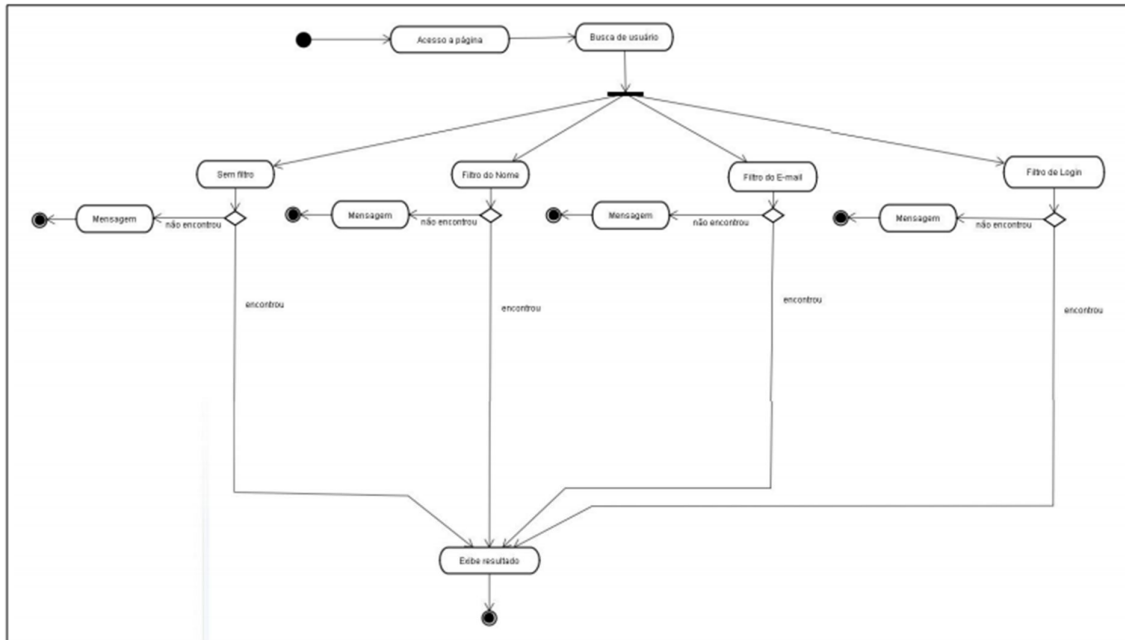 Acesso a página
Busca de usuário
Sem filtro
Filtro do Nome
Filtro do E-mail
Filtro de Login
Mensagem
não encontrou
Mensagem
não encontrou
Mensagem
não encontrou
Mensagem
não encontrou
encontrou
encontrou
encontrou
encontrou
Exibe resultado